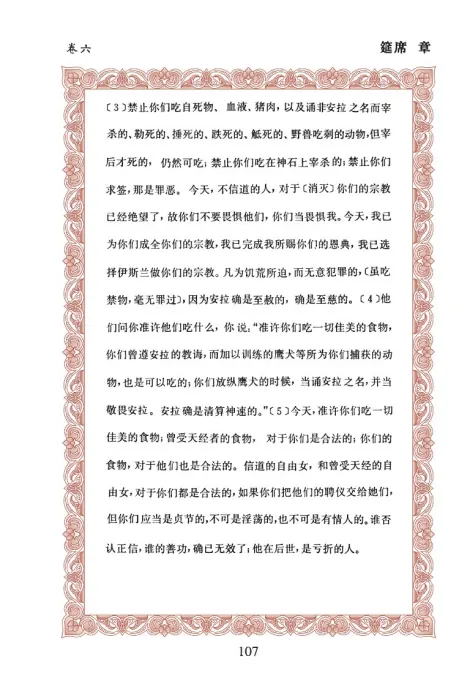 卷六
筵席 章
〔3〕禁止你们吃自死物、 血液、猪肉，以及诵非安拉之名而宰
杀的、勒死的、捶死的、跌死的、觝死的、野兽吃剩的动物，但宰
后才死的， 仍然可吃；禁止你们吃在神石上宰杀的；禁止你们
求签，那是罪恶。 今天，不信道的人，对于〔消灭〕你们的宗教
已经绝望了，故你们不要畏惧他们，你们当畏惧我。今天，我已
为你们成全你们的宗教，我已完成我所赐你们的恩典，我已选
择伊斯兰做你们的宗教。凡为饥荒所迫，而无意犯罪的，〔虽吃
禁物，毫无罪过〕，因为安拉确是至赦的，确是至慈的。〔4〕他
们问你准许他们吃什么，你说：“准许你们吃一切佳美的食物，
你们曾遵安拉的教诲，而加以训练的鹰犬等所为你们捕获的动
物，也是可以吃的；你们放纵鹰犬的时候，当诵安拉之名，并当
敬畏安拉。 安拉确是清算神速的。”〔5〕今天，准许你们吃一切
佳美的食物；曾受天经者的食物， 对于你们是合法的；你们的
食物，对于他们也是合法的。信道的自由女，和曾受天经的自
由女，对于你们都是合法的，如果你们把他们的聘仪交给她们，
但你们应当是贞节的，不可是淫荡的，也不可是有情人的。谁否
认正信，谁的善功，确已无效了；他在后世，是亏折的人。
107